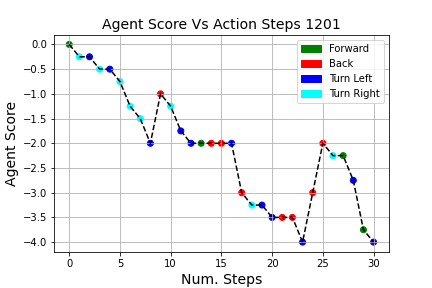 Agent Score Vs Action Steps 1201
Forward
Back
Turn Left
Turn Right
Agent Score
0.0
−0.5
−1.0
−1.5
−2.0
−2.5
−3.0
−3.5
−4.0
0 5 10 15 20 25 30
Num. Steps